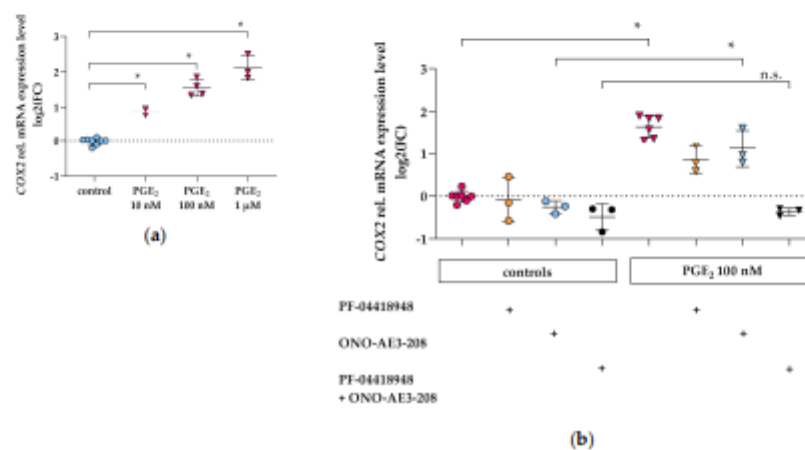 (a)
*
*
*
COX2 rel. mRNA expression level
log2(FC)
3
2
1
0
-1
control
PGE₂
10 nM
PGE₂
100 nM
PGE₂
1 µM
(a)
*
*
n.s.
COX2 rel. mRNA expression level
log2(FC)
3
2
1
0
-1
controls
PGE₂ 100 nM
PF-04418948
+ +
ONO-AE3-208
+ +
PF-04418948
+ ONO-AE3-208
+ +
(b)
(b)